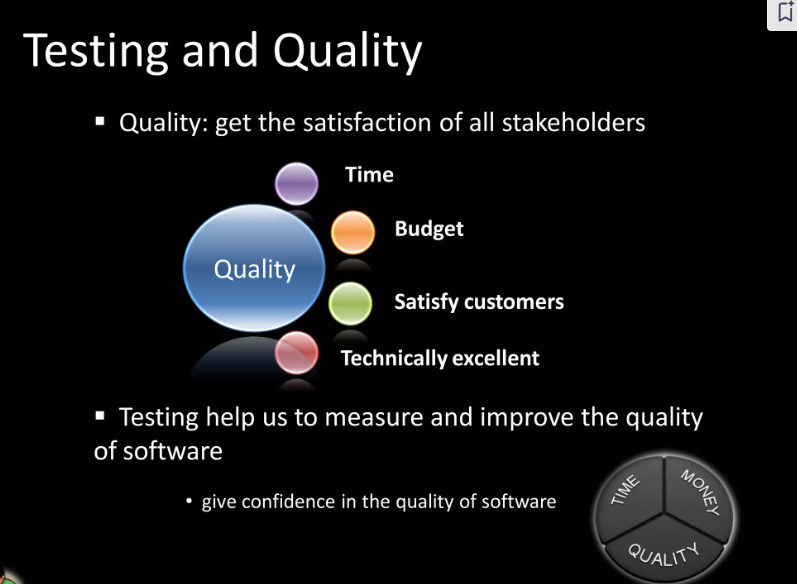 Testing and Quality
▪ Quality: get the satisfaction of all stakeholders
Time
Budget
Quality
Satisfy customers
Technically excellent
▪ Testing help us to measure and improve the quality
of software
• give confidence in the quality of software
TIME
MONEY
QUALITY